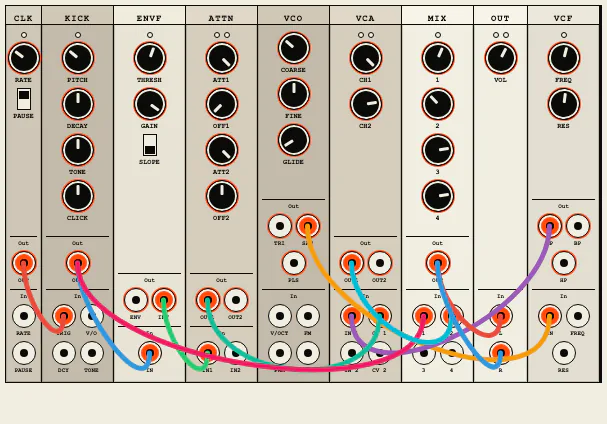 CLK KICK ENVF ATTN VCO VCA MIX OUT VCF
RATE PITCH THRESH ATT1 COARSE CH1 1 VOL FREQ
PAUSE DECAY GAIN OFF1 FINE CH2 2 RES
TONE SLOPE ATT2 GLIDE 3
CLICK OFF2 4
Out Out
TRI BP
Out Out Out Out
PLS OUT2 HP
Out Out
In In In In In In In
RATE TRIG V/O ENV OUT2 V/OCT FM FREQ
In
PAUSE DCY TONE IN IN1 IN2 CV 2 3 4 R RES